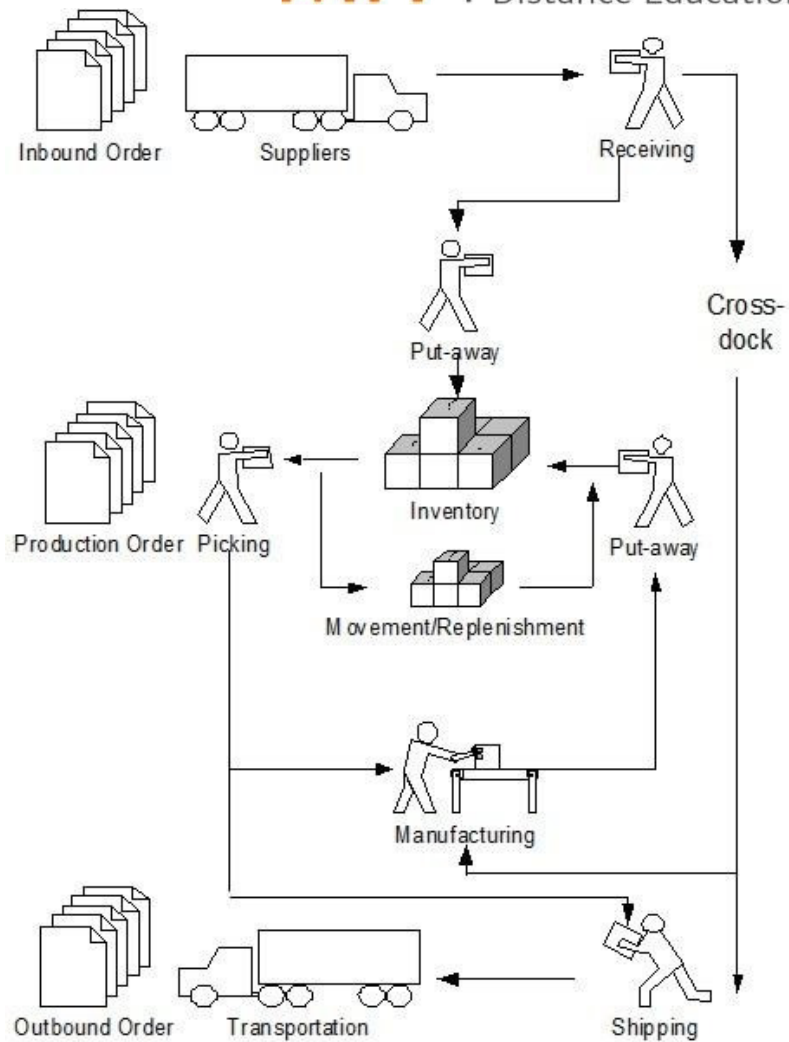 : Distance Education
Inbound Order
Suppliers
Receiving
Put-away
Cross-
dock
Production Order
Picking
Inventory
Put-away
Movement/Replenishment
Manufacturing
Outbound Order
Transportation
Shipping